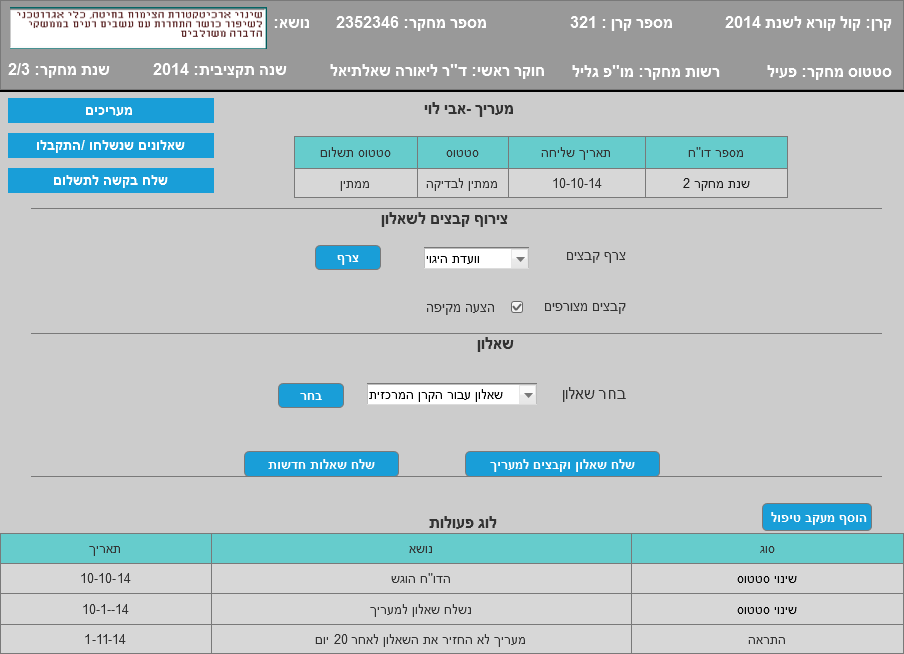 קרן: קול קורא לשנת 2014 מספר קרן : 321 מספר מחקר: 2352346 נושא:
שינוי ארכיטקטורת הצימוח בחיטה, ככלי אגרוטכני
לשיפור כושר התחרות עם עשבים רעים בממשקי
הדברה משולבים
סטטוס מחקר: פעיל רשות מחקר: מו"פ גליל חוקר ראשי: ד"ר ליאורה שאלתיאל שנה תקציבית: 2014 שנת מחקר: 2/3
מעריך -אבי לוי
מעריכים
שאלונים שנשלחו /התקבלו
שלח בקשה לתשלום
מספר דו"ח תאריך שליחה סטטוס סטטוס תשלום
שנת מחקר 2 10-10-14 ממתין לבדיקה ממתין
צירוף קבצים לשאלון
צרף קבצים וועדת היגוי צרף
קבצים מצורפים הצעה מקיפה
שאלון
בחר שאלון שאלון עבור הקרן המרכזית בחר
שלח שאלון וקבצים למעריך שלח שאלות חדשות
הוסף מעקב טיפול
לוג פעולות
סוג נושא תאריך
שינוי סטטוס הדו"ח הוגש 10-10-14
שינוי סטטוס נשלח שאלון למעריך 10-1--14
התראה מעריך לא החזיר את השאלון לאחר 20 יום 1-11-14